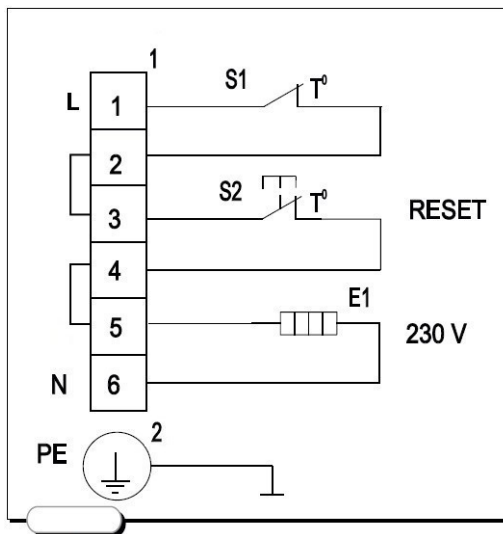 1
L 1 S1 T⁰
2
3 S2 T⁰ RESET
4
5 E1 230 V
N 6
PE 2